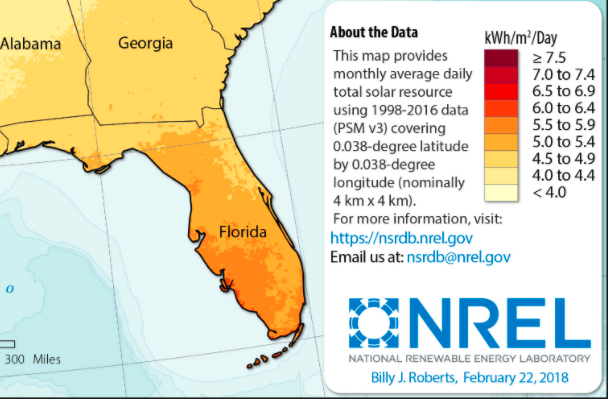 Alabama
Georgia
Florida
o
300 Miles
About the Data
This map provides
monthly average daily
total solar resource
using 1998-2016 data
(PSM v3) covering
0.038-degree latitude
by 0.038-degree
longitude (nominally
4 km x 4 km).
For more information, visit:
https://nsrdb.nrel.gov
Email us at: nsrdb@nrel.gov
kWh/m²/Day
≥ 7.5
7.0 to 7.4
6.5 to 6.9
6.0 to 6.4
5.5 to 5.9
5.0 to 5.4
4.5 to 4.9
4.0 to 4.4
< 4.0
NREL
NATIONAL RENEWABLE ENERGY LABORATORY
Billy J. Roberts, February 22, 2018